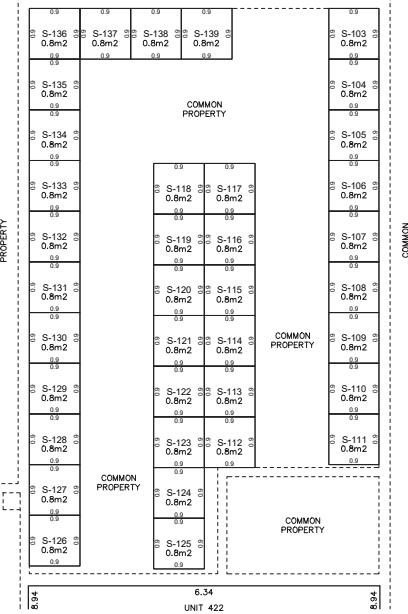 0.9 0.9 0.9 0.9 0.9
0.9 S-136 0.9 S-137 0.9 S-138 0.9 S-139 0.9 0.9 S-103 0.9
0.8m2 0.8m2 0.8m2 0.8m2 0.8m2
0.9 0.9 0.9 0.9 0.9
0.9 S-135 0.9 0.9 S-104 0.9
0.8m2 0.8m2
0.9 COMMON 0.9
PROPERTY
0.9 S-134 0.9 0.9 S-105 0.9
0.8m2 0.8m2
0.9 0.9 0.9 0.9
0.9 S-133 0.9 0.9 S-118 0.9 S-117 0.9 0.9 S-106 0.9
0.8m2 0.8m2 0.8m2 0.8m2
0.9 0.9 0.9 0.9
PROPERTY
COMMON
0.9 S-132 0.9 0.9 S-119 0.9 S-116 0.9 0.9 S-107 0.9
0.8m2 0.8m2 0.8m2 0.8m2
0.9 0.9 0.9 0.9
0.9 S-131 0.9 0.9 S-120 0.9 S-115 0.9 0.9 S-108 0.9
0.8m2 0.8m2 0.8m2 0.8m2
0.9 0.9 0.9 0.9
0.9 S-130 0.9 0.9 S-121 0.9 S-114 0.9 COMMON 0.9 S-109 0.9
0.8m2 0.8m2 0.8m2 PROPERTY 0.8m2
0.9 0.9 0.9 0.9
0.9 S-129 0.9 0.9 S-122 0.9 S-113 0.9 0.9 S-110 0.9
0.8m2 0.8m2 0.8m2 0.8m2
0.9 0.9 0.9 0.9
0.9 S-128 0.9 0.9 S-123 0.9 S-112 0.9 0.9 S-111 0.9
0.8m2 0.8m2 0.8m2 0.8m2
0.9 0.9 0.9 0.9
COMMON
PROPERTY
0.9 S-127 0.9 0.9 S-124 0.9
0.8m2 0.8m2
0.9 0.9
COMMON
PROPERTY
0.9 S-126 0.9 0.9 S-125 0.9
0.8m2 0.8m2
0.9 0.9
8.94 6.34 8.94
UNIT 422